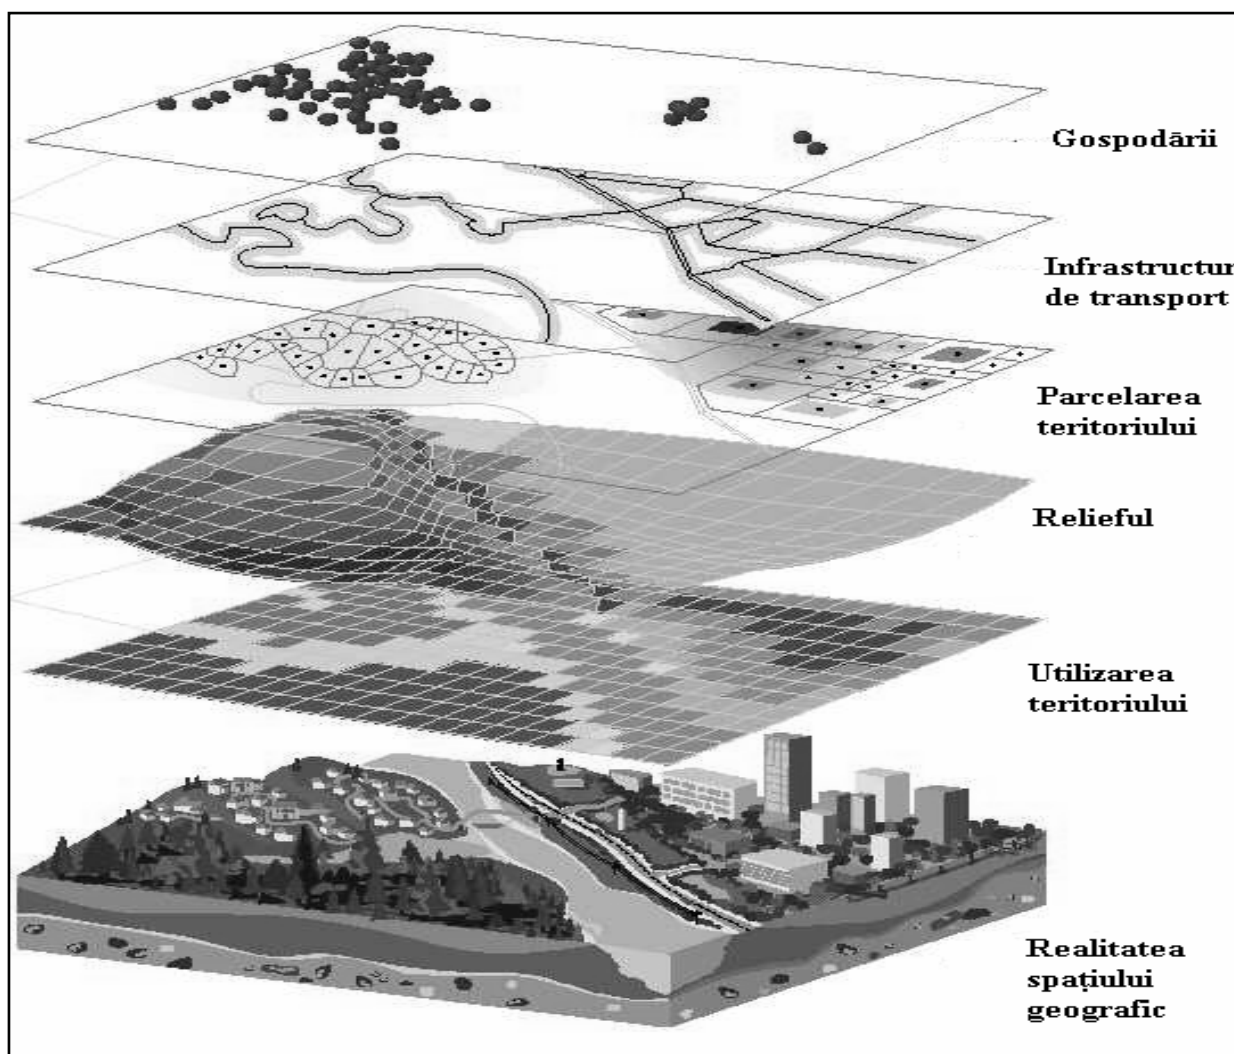 Gospodării
Infrastructur
de transport
Parcelarea
teritoriului
Relieful
Utilizarea
teritoriului
Realitatea
spațiului
geografic